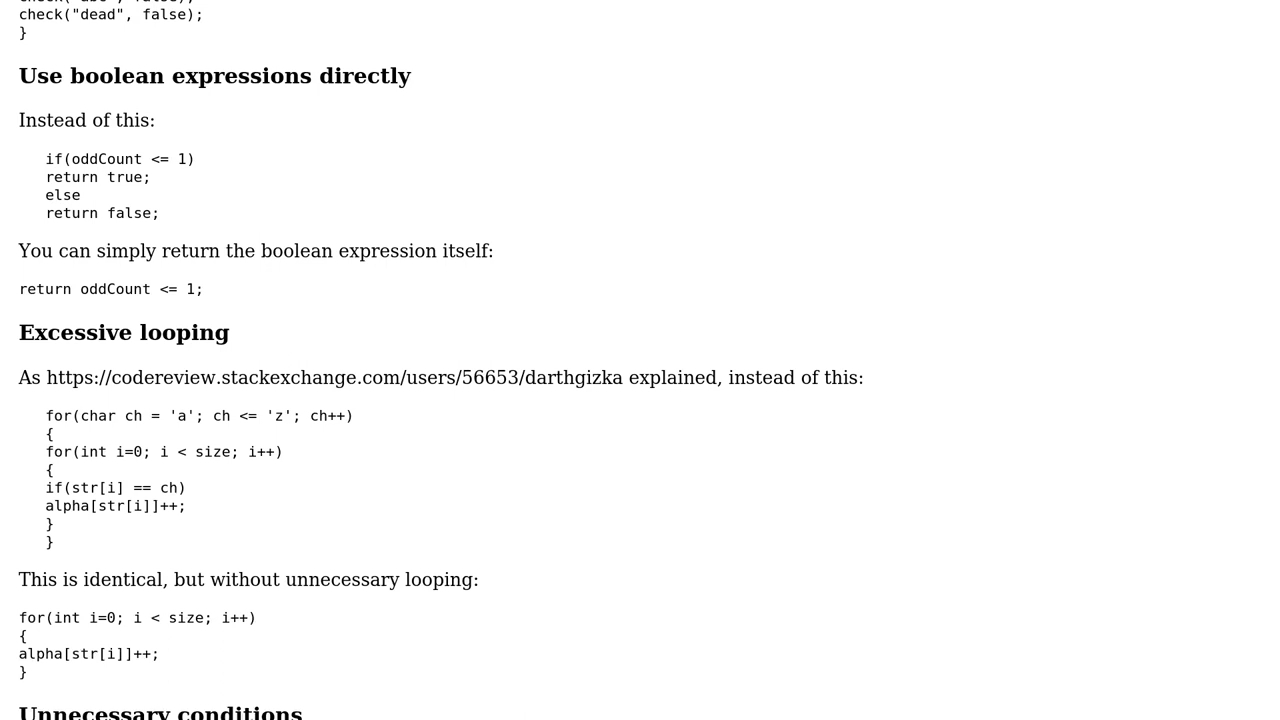 check("abc", false);
check("dead", false);
}
Use boolean expressions directly
Instead of this:
if(oddCount <= 1)
return true;
else
return false;
You can simply return the boolean expression itself:
return oddCount <= 1;
Excessive looping
As https://codereview.stackexchange.com/users/56653/darthgizka explained, instead of this:
for(char ch = 'a'; ch <= 'z'; ch++)
{
for(int i=0; i < size; i++)
{
if(str[i] == ch)
alpha[str[i]]++;
}
}
This is identical, but without unnecessary looping:
for(int i=0; i < size; i++)
{
alpha[str[i]]++;
}
Unnecessary conditions